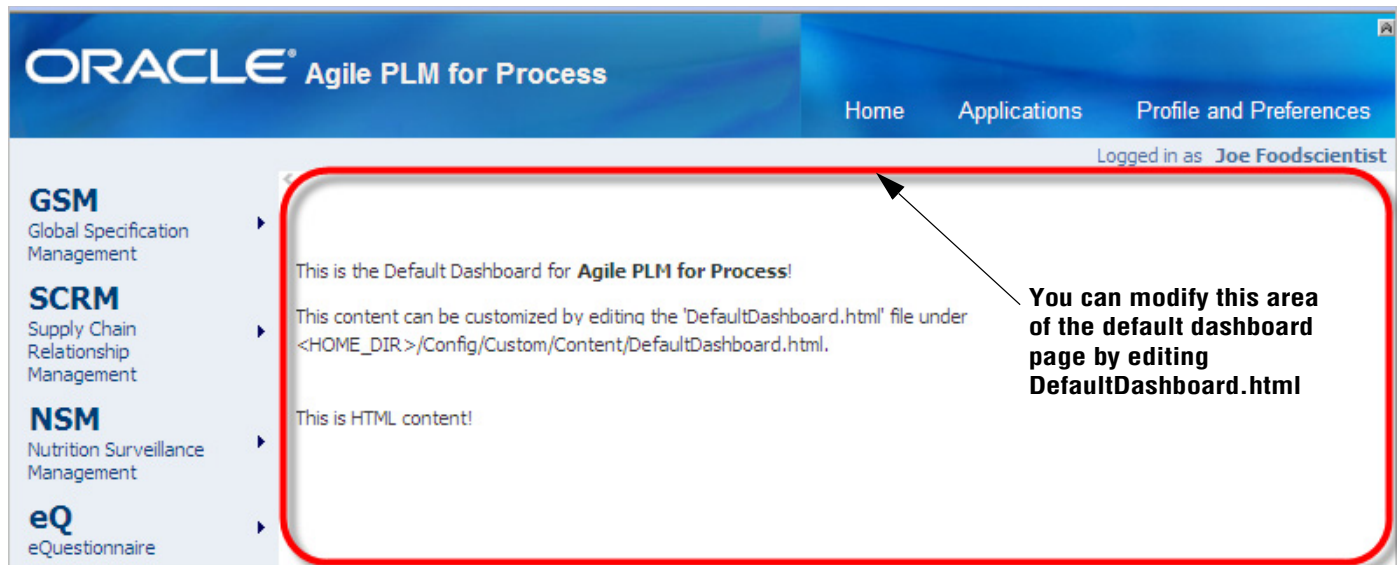 ORACLE® Agile PLM for Process
Home Applications Profile and Preferences
Logged in as Joe Foodscientist
GSM
Global Specification
Management
SCRM
Supply Chain
Relationship
Management
NSM
Nutrition Surveillance
Management
eQ
eQuestionnaire
This is the Default Dashboard for Agile PLM for Process!
This content can be customized by editing the 'DefaultDashboard.html' file under
<HOME_DIR>/Config/Custom/Content/DefaultDashboard.html.
This is HTML content!
You can modify this area
of the default dashboard
page by editing
DefaultDashboard.html